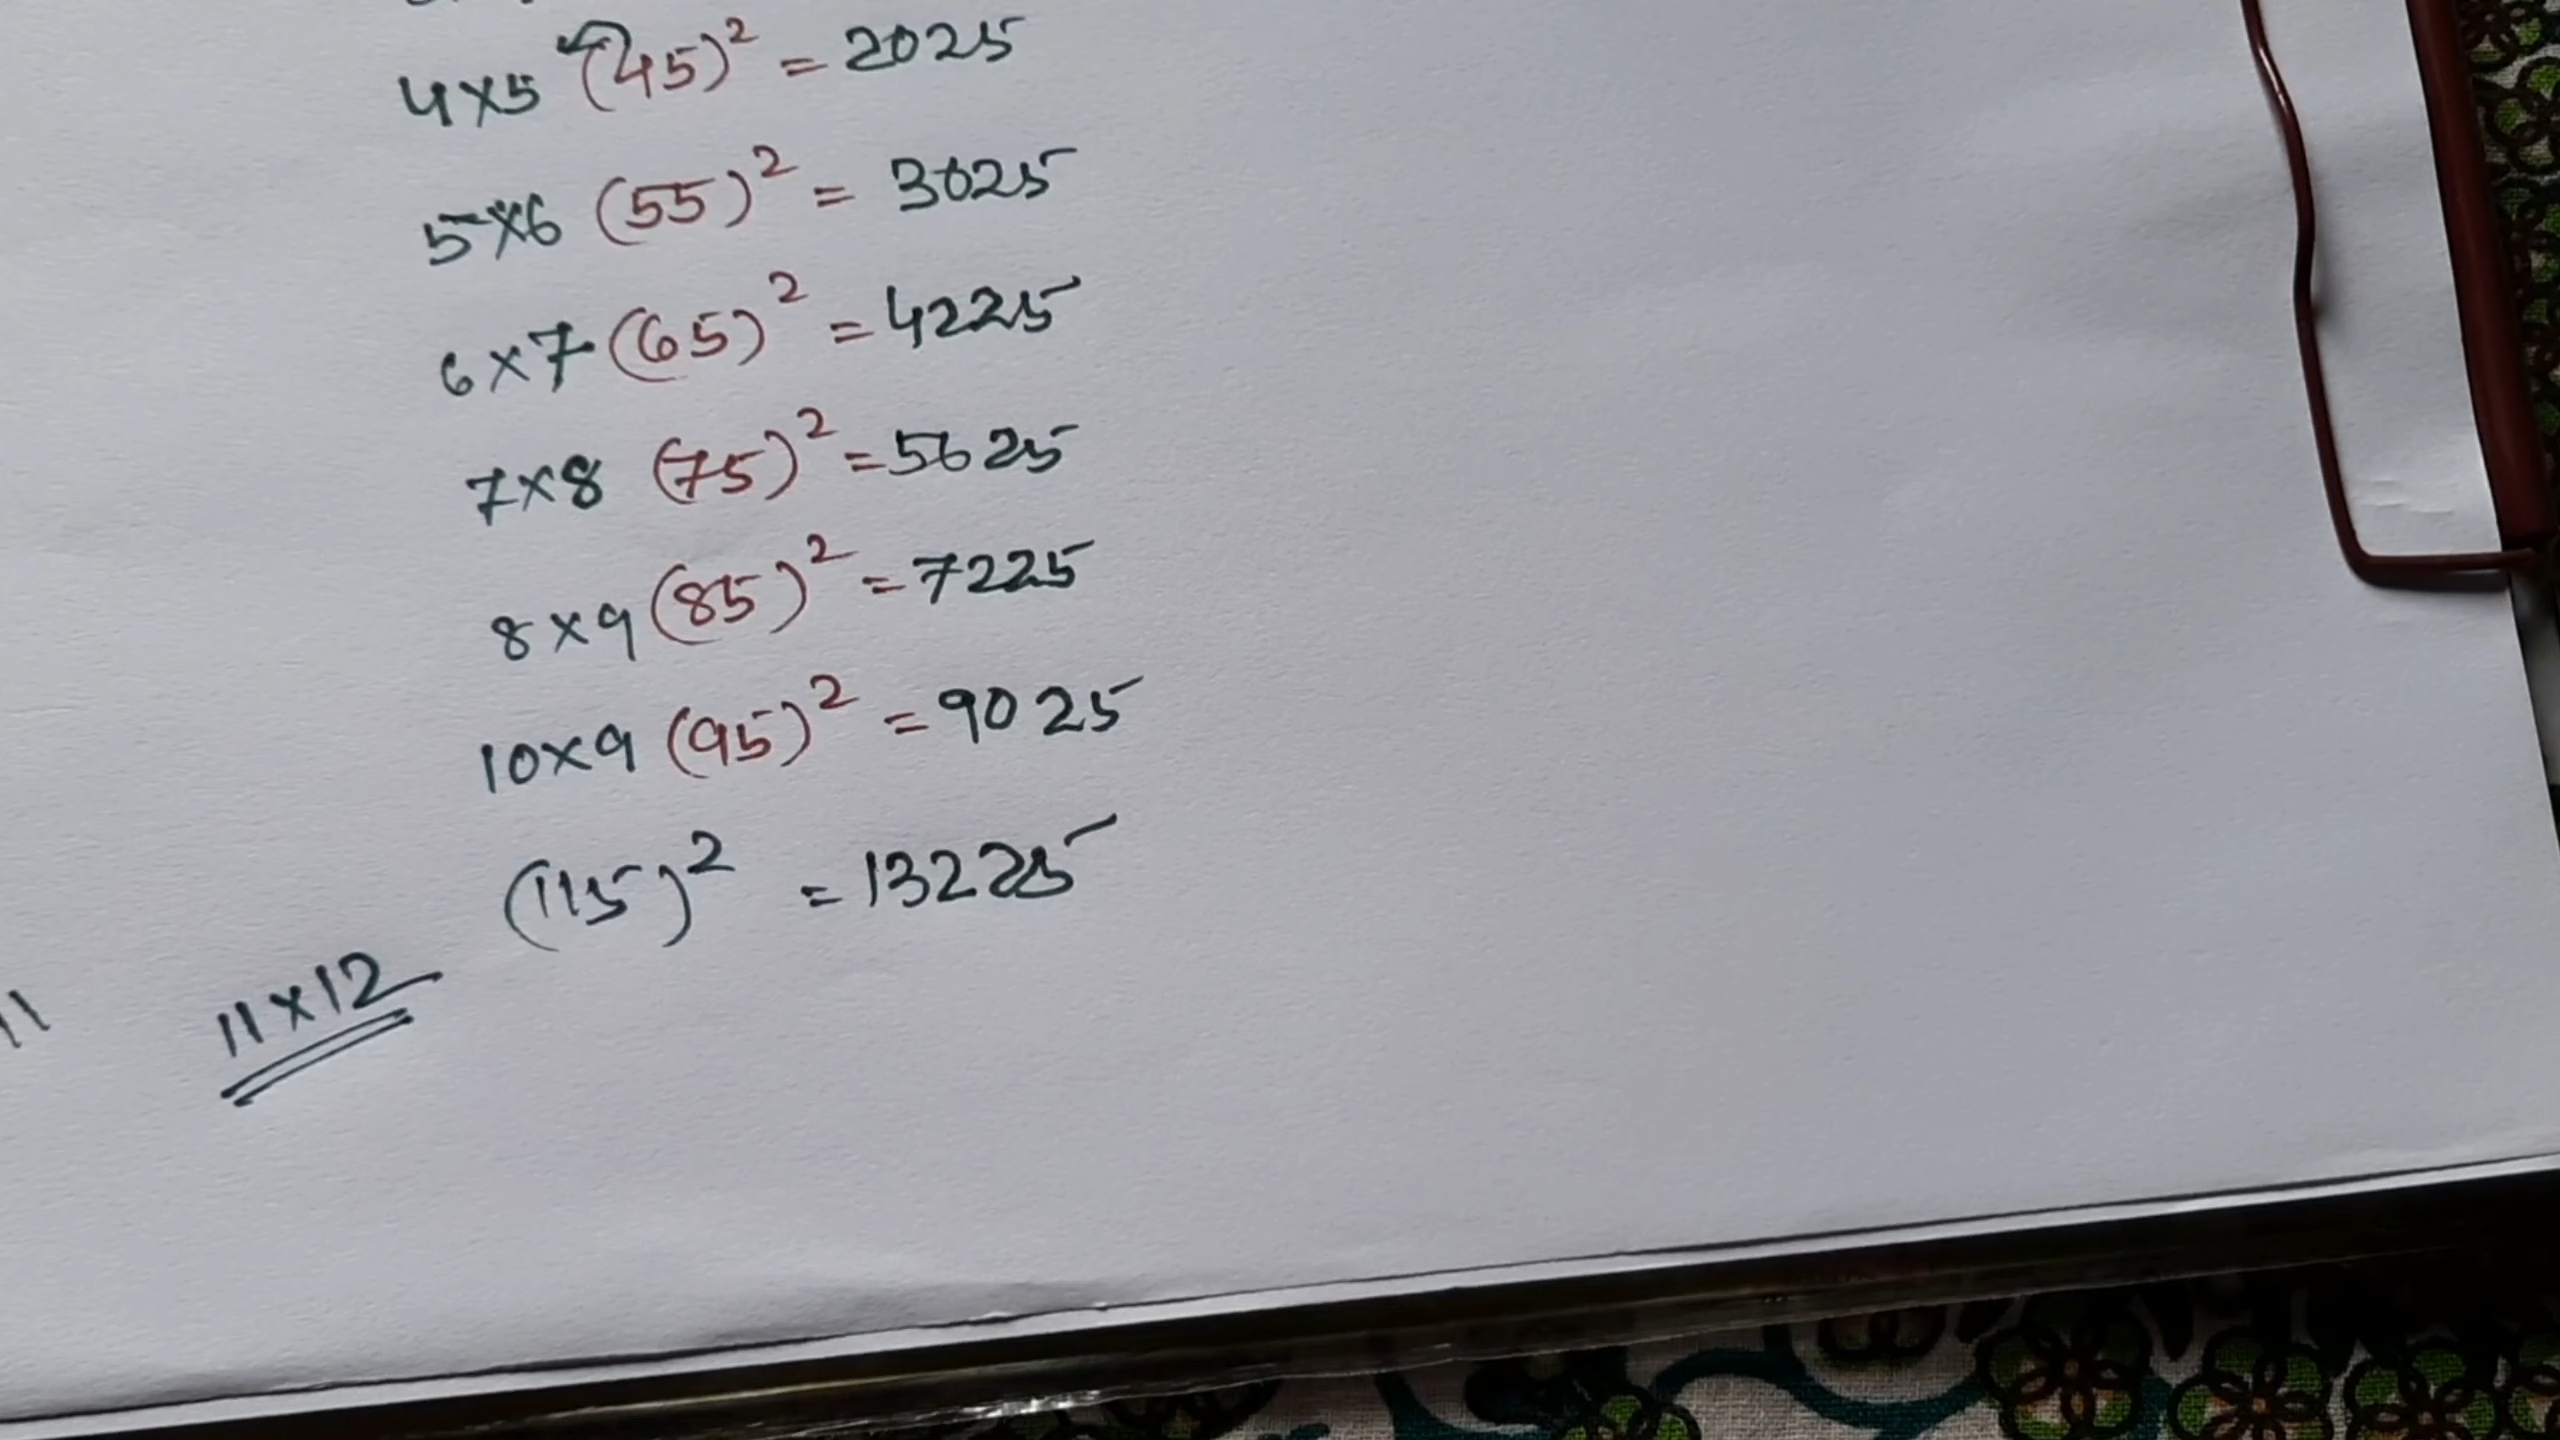 4×5 (45)² = 2025
5×6 (55)² = 3025
6×7 (65)² = 4225
7×8 (75)² = 5625
8×9 (85)² = 7225
10×9 (95)² = 9025
(115)² = 13225
11 11×12